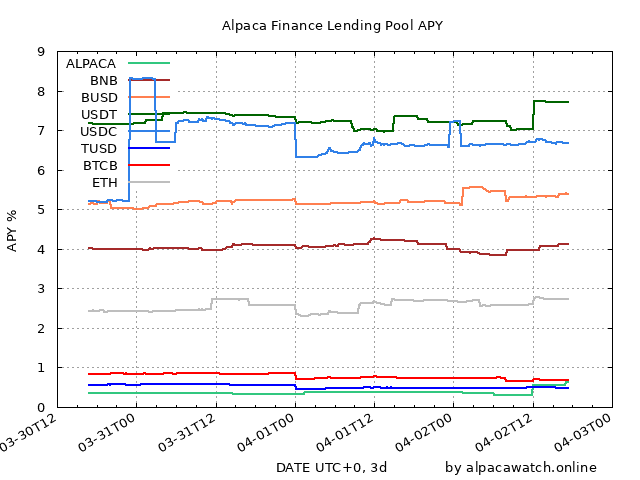 Alpaca Finance Lending Pool APY
9
8
7
6
5
4
3
2
1
0
APY %
ALPACA
BNB
BUSD
USDT
USDC
TUSD
BTCB
ETH
03-30T12
03-31T00
03-31T12
04-01T00
04-01T12
04-02T00
04-02T12
04-03T00
DATE UTC+0, 3d
by alpacawatch.online